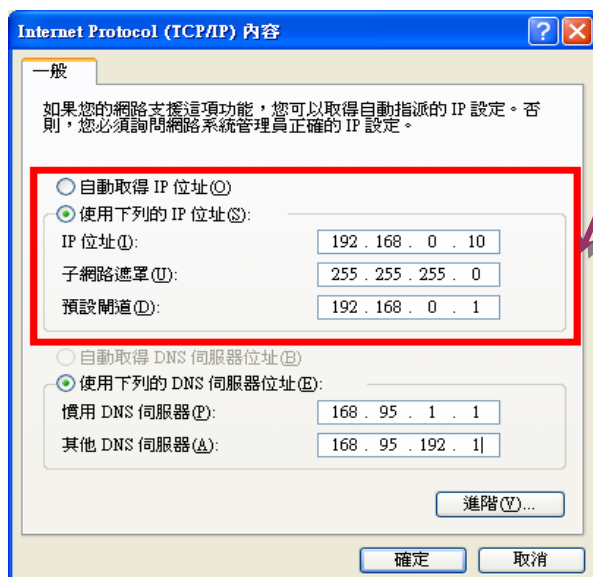 Internet Protocol (TCP/IP) 內容
一般
如果您的網路支援這項功能，您可以取得自動指派的 IP 設定。否
則，您必須詢問網路系統管理員正確的 IP 設定。
自動取得 IP 位址(O)
使用下列的 IP 位址(S):
IP 位址(I): 192 . 168 . 0 . 10
子網路遮罩(U): 255 . 255 . 255 . 0
預設閘道(D): 192 . 168 . 0 . 1
自動取得 DNS 伺服器位址(B)
使用下列的 DNS 伺服器位址(E):
慣用 DNS 伺服器(P): 168 . 95 . 1 . 1
其他 DNS 伺服器(A): 168 . 95 . 192 . 1
進階(V)...
確定 取消